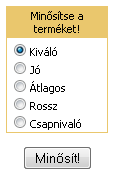 Minősítse a
terméket!
Kiváló
Jó
Átlagos
Rossz
Csapnivaló
Minősít!